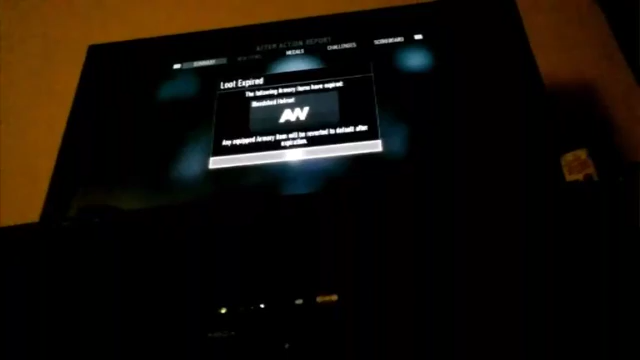 AFTER ACTION REPORT
SUMMARY
MEDALS
CHALLENGES
SCOREBOARD
Loot Expired
The following Armory items have expired:
Bloodshed Helmet
AW
Any equipped Armory item will be reverted to default after
expiration.